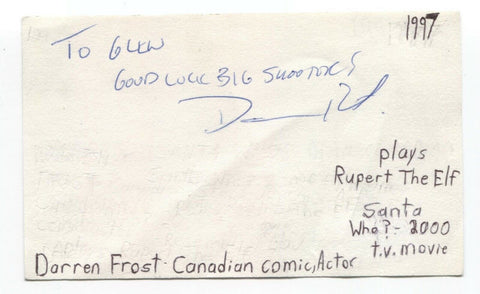 1997
To GLEN
GOOD LUCK BIG SHOOTER!
plays
Rupert The Elf
Santa
Who? - 2000
t.v. movie
Darren Frost - Canadian comic, Actor